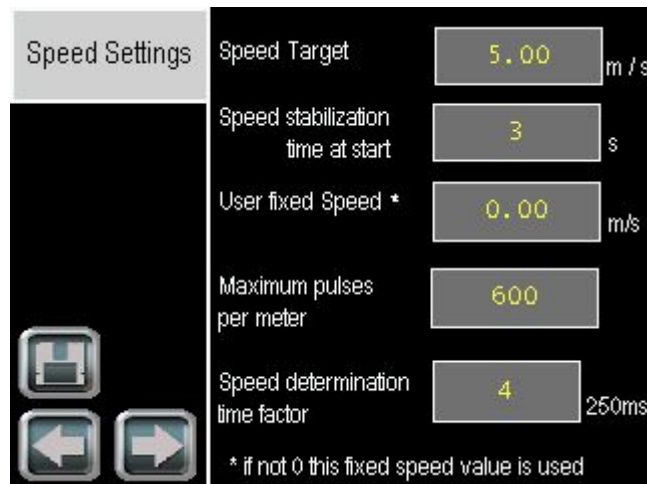 Speed Settings
Speed Target 5.00 m / s
Speed stabilization
time at start 3 s
User fixed Speed * 0.00 m/s
Maximum pulses
per meter 600
Speed determination
time factor 4 250ms
* if not 0 this fixed speed value is used